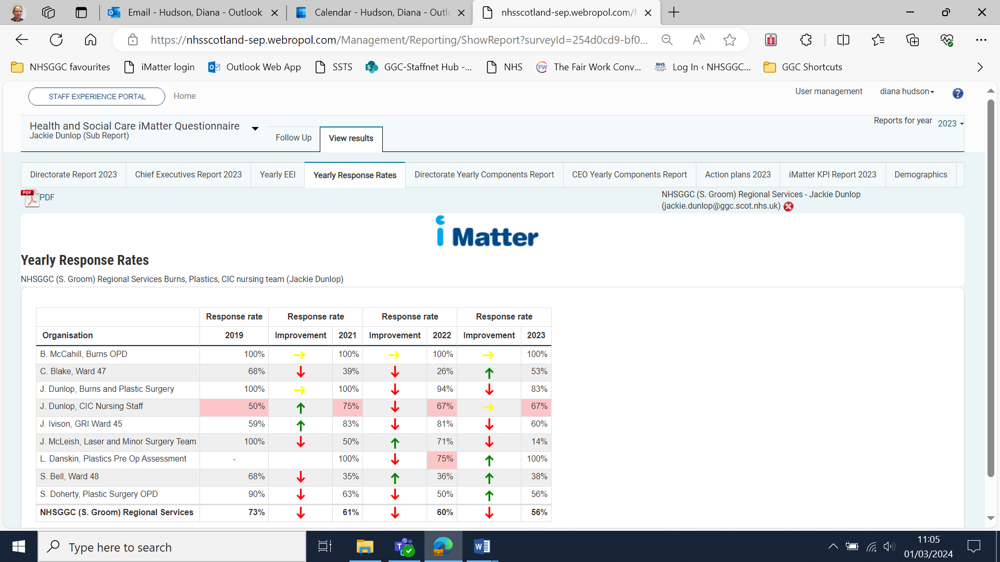 Email - Hudson, Diana - Outlook
Calendar - Hudson, Diana - Outlo
nhsscotland-sep.webropol.com/
https://nhsscotland-sep.webropol.com/Management/Reporting/ShowReport?surveyId=254d0cd9-bf0...
NHSGGC favourites
iMatter login
Outlook Web App
SSTS
GGC-Staffnet Hub -...
NHS
The Fair Work Conv...
Log In ‹ NHSGGC...
GGC Shortcuts
STAFF EXPERIENCE PORTAL
Home
User management
diana hudson
Health and Social Care iMatter Questionnaire
Jackie Dunlop (Sub Report)
Follow Up
View results
Reports for year 2023
Directorate Report 2023
Chief Executives Report 2023
Yearly EEI
Yearly Response Rates
Directorate Yearly Components Report
CEO Yearly Components Report
Action plans 2023
iMatter KPI Report 2023
Demographics
PDF
PDF
NHSGGC (S. Groom) Regional Services - Jackie Dunlop
(jackie.dunlop@ggc.scot.nhs.uk)
i Matter
Yearly Response Rates
NHSGGC (S. Groom) Regional Services Burns, Plastics, CIC nursing team (Jackie Dunlop)
Response rate Response rate Response rate Response rate
Organisation 2019 Improvement 2021 Improvement 2022 Improvement 2023
B. McCahill, Burns OPD 100% → 100% → 100% → 100%
C. Blake, Ward 47 68% ↓ 39% ↓ 26% ↑ 53%
J. Dunlop, Burns and Plastic Surgery 100% → 100% ↓ 94% ↓ 83%
J. Dunlop, CIC Nursing Staff 50% ↑ 75% ↓ 67% → 67%
J. Ivison, GRI Ward 45 59% ↑ 83% ↓ 81% ↓ 60%
J. McLeish, Laser and Minor Surgery Team 100% ↓ 50% ↑ 71% ↓ 14%
L. Danskin, Plastics Pre Op Assessment - 100% ↓ 75% ↑ 100%
S. Bell, Ward 48 68% ↓ 35% ↑ 36% ↑ 38%
S. Doherty, Plastic Surgery OPD 90% ↓ 63% ↓ 50% ↑ 56%
NHSGGC (S. Groom) Regional Services 73% ↓ 61% ↓ 60% ↓ 56%
Type here to search
11:05
01/03/2024